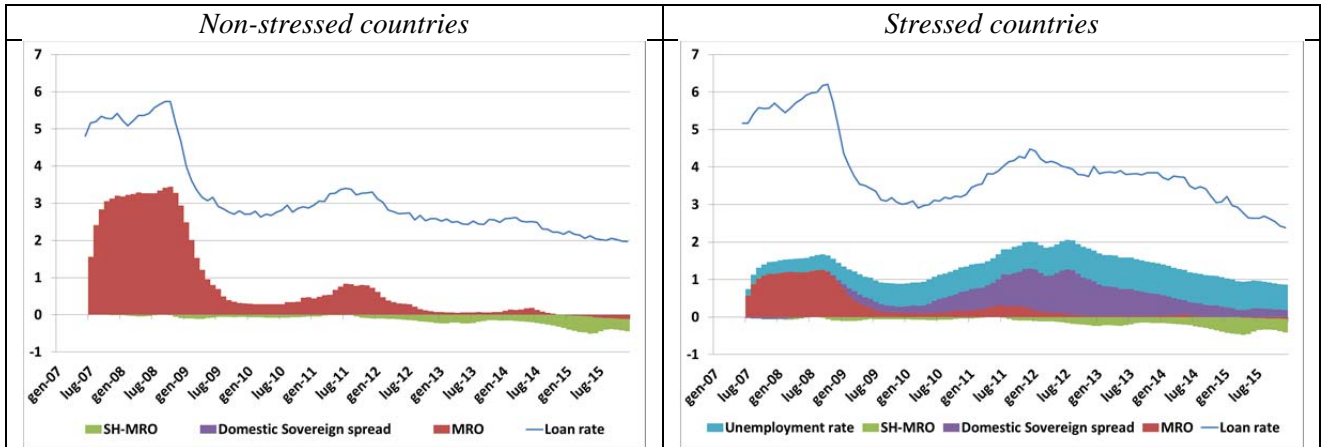 Non-stressed countries
Stressed countries
7
6
5
4
3
2
1
0
-1
gen-07
lug-07
gen-08
lug-08
gen-09
lug-09
gen-10
lug-10
gen-11
lug-11
gen-12
lug-12
gen-13
lug-13
gen-14
lug-14
gen-15
lug-15
SH-MRO Domestic Sovereign spread MRO Loan rate
7
6
5
4
3
2
1
0
-1
gen-07
lug-07
gen-08
lug-08
gen-09
lug-09
gen-10
lug-10
gen-11
lug-11
gen-12
lug-12
gen-13
lug-13
gen-14
lug-14
gen-15
lug-15
Unemployment rate SH-MRO Domestic Sovereign spread MRO Loan rate